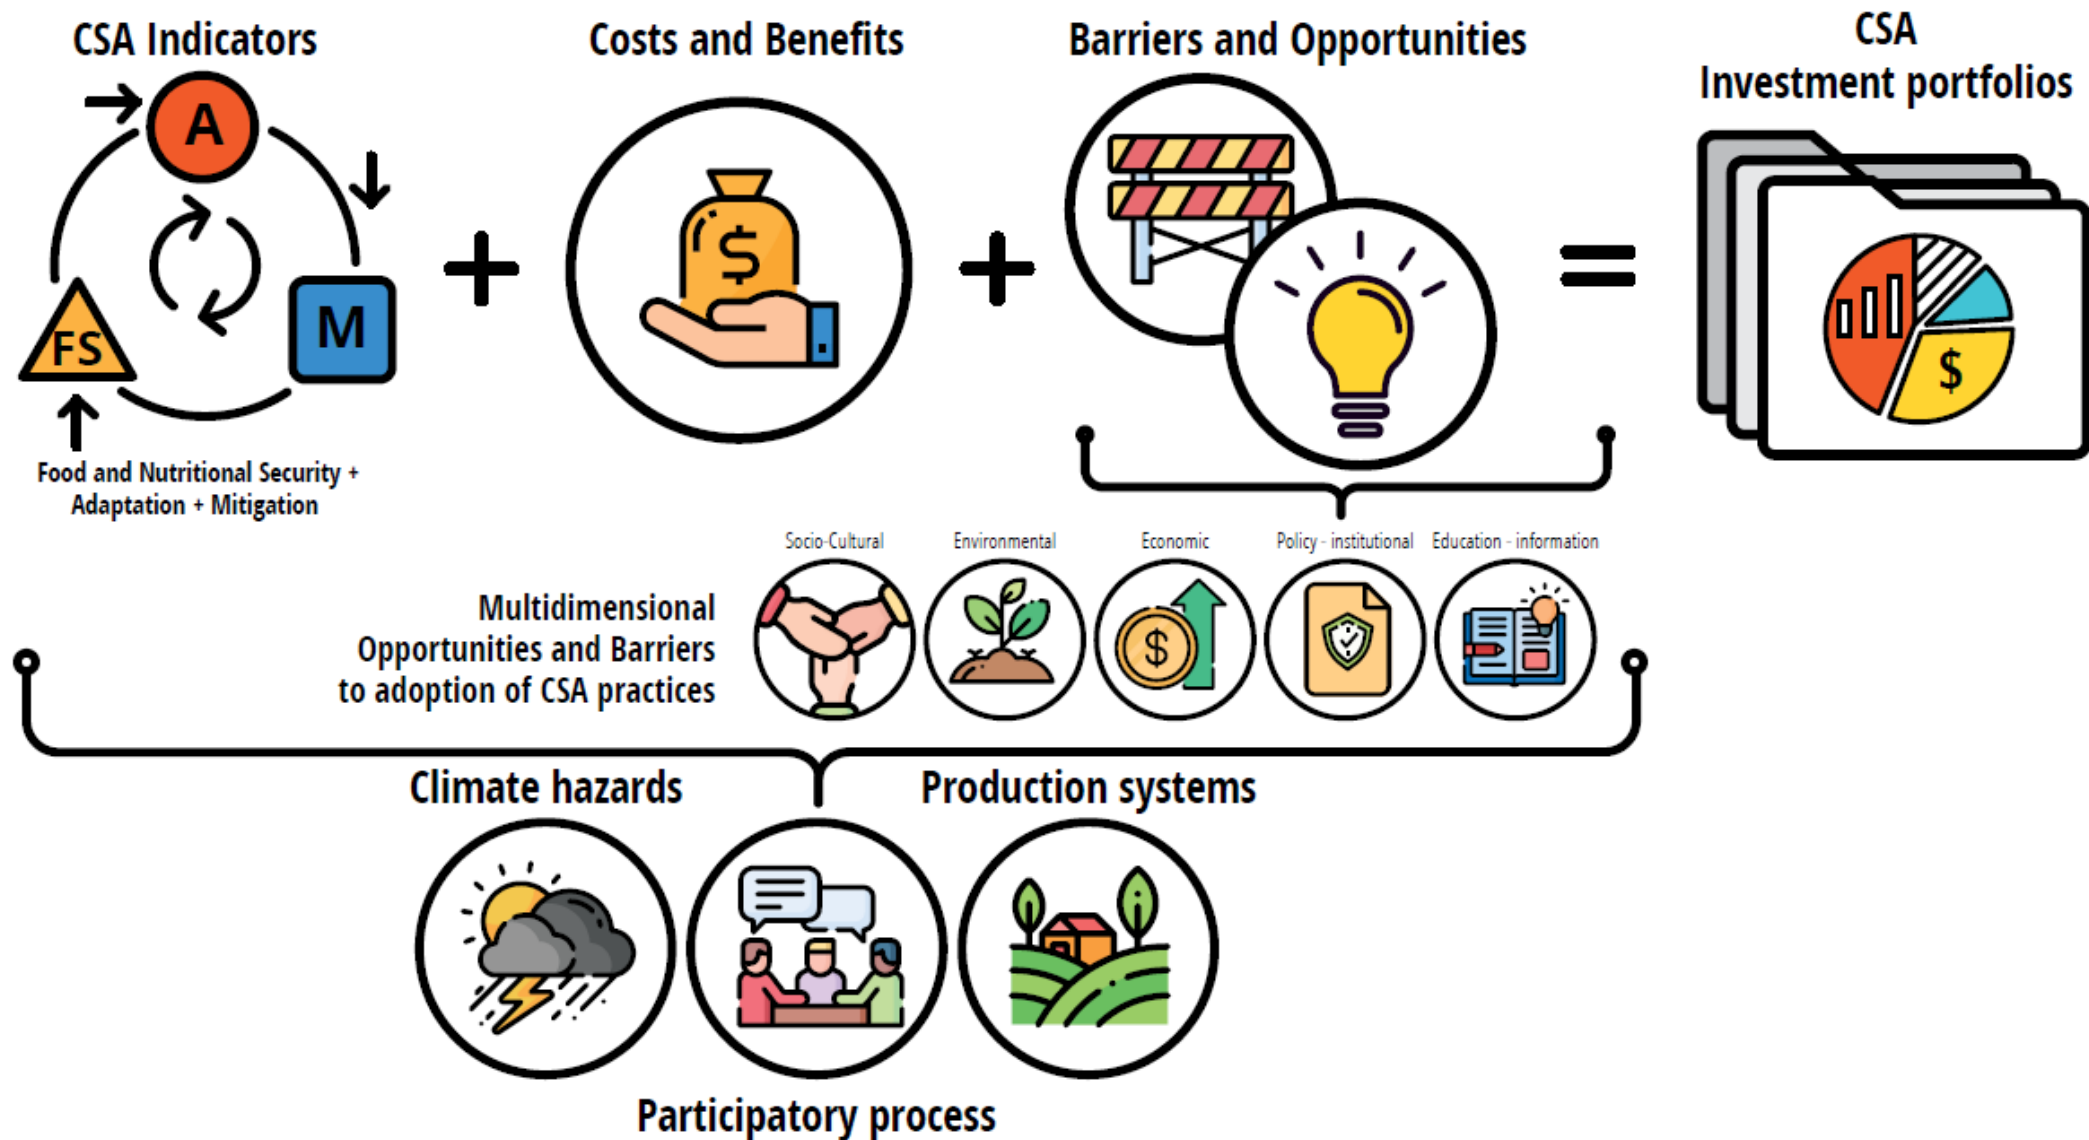 CSA Indicators
Costs and Benefits
Barriers and Opportunities
CSA
Investment portfolios
A
M
FS
+
$
+
=
$
Food and Nutritional Security +
Adaptation + Mitigation
Socio-Cultural
Environmental
Economic
Policy - institutional
Education - information
Multidimensional
Opportunities and Barriers
to adoption of CSA practices
$
Climate hazards
Production systems
Participatory process